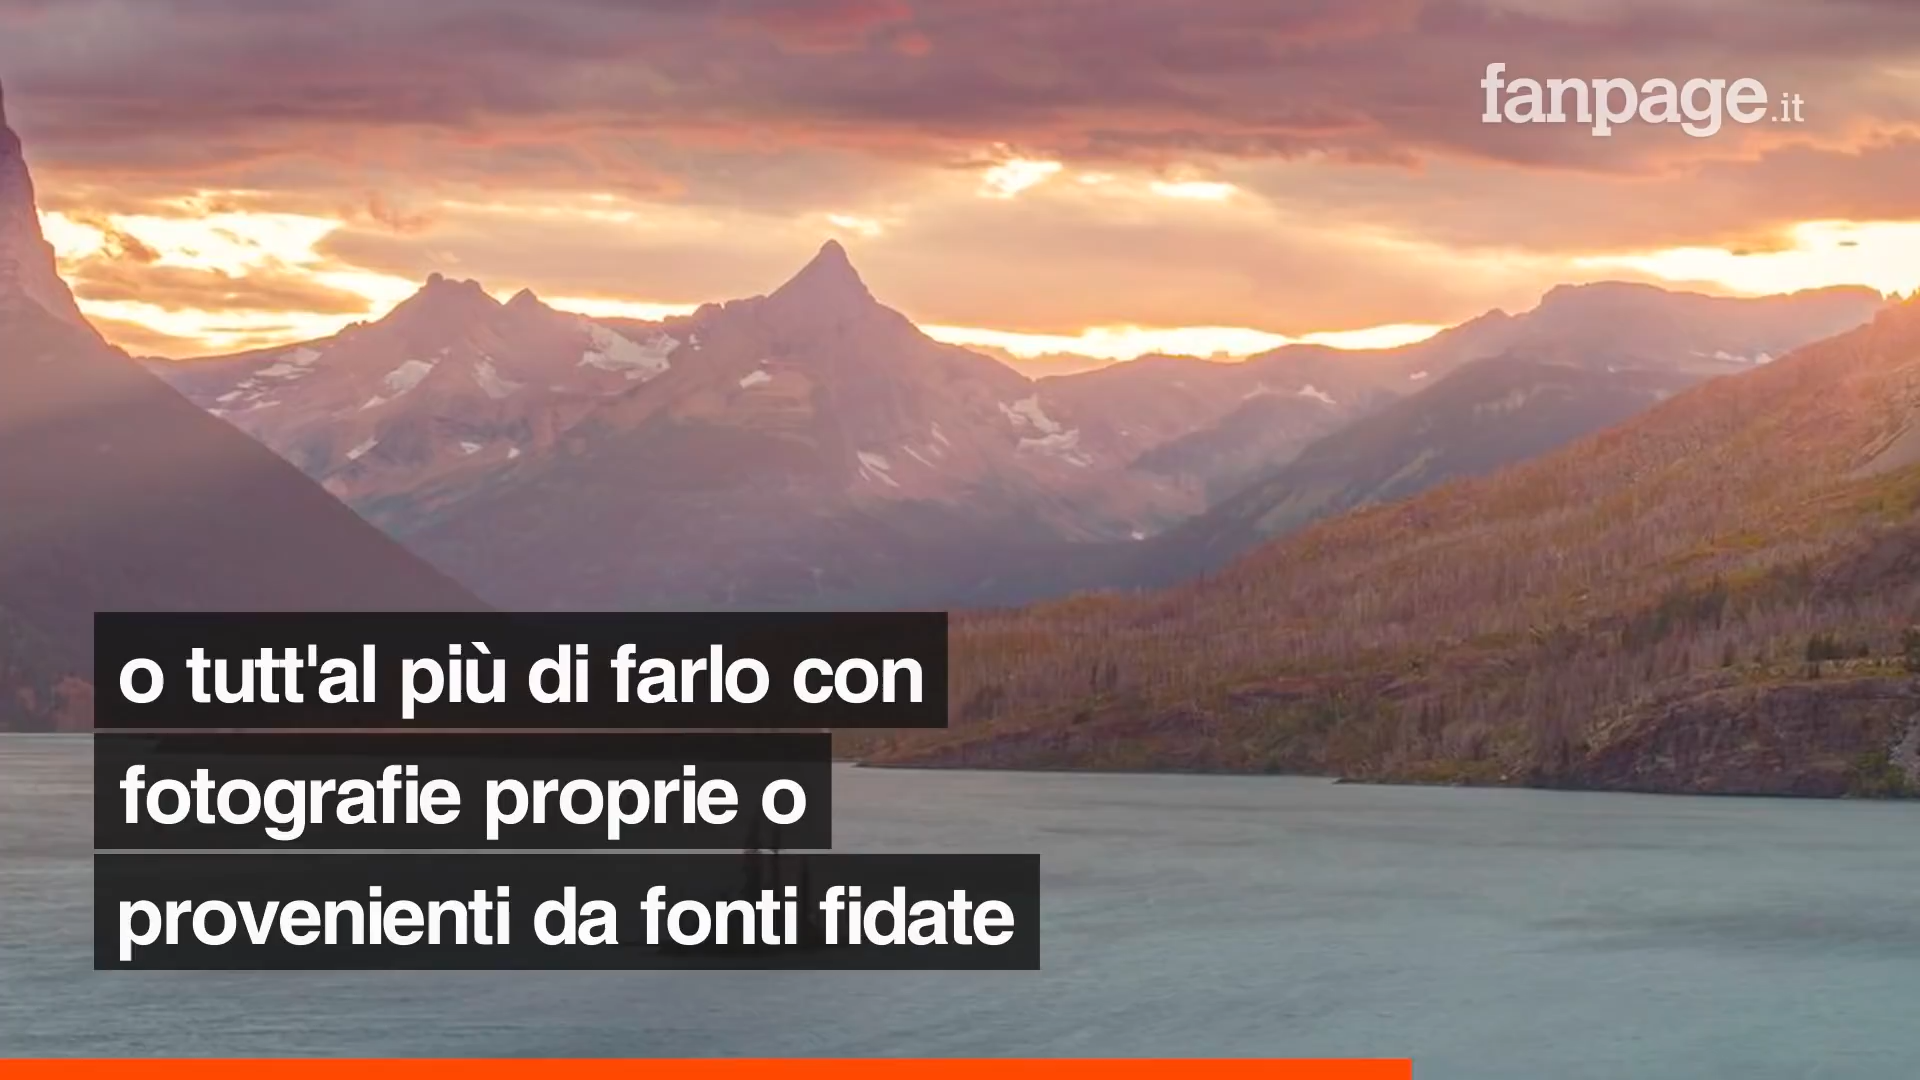 fanpage.it
o tutt'al più di farlo con
fotografie proprie o
provenienti da fonti fidate